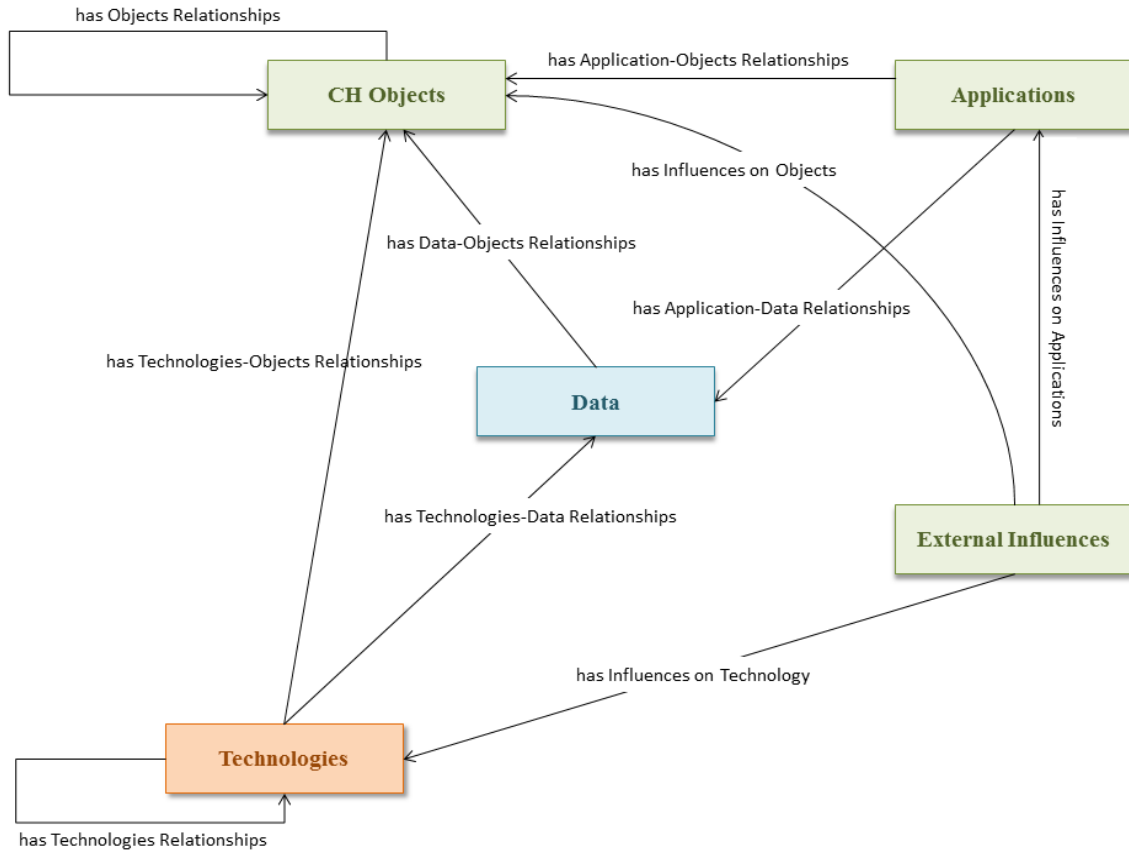 has Objects Relationships
has Application-Objects Relationships
CH Objects
Applications
has Influences on Objects
has Influences on Applications
has Data-Objects Relationships
has Application-Data Relationships
has Technologies-Objects Relationships
Data
has Technologies-Data Relationships
External Influences
has Influences on Technology
Technologies
has Technologies Relationships